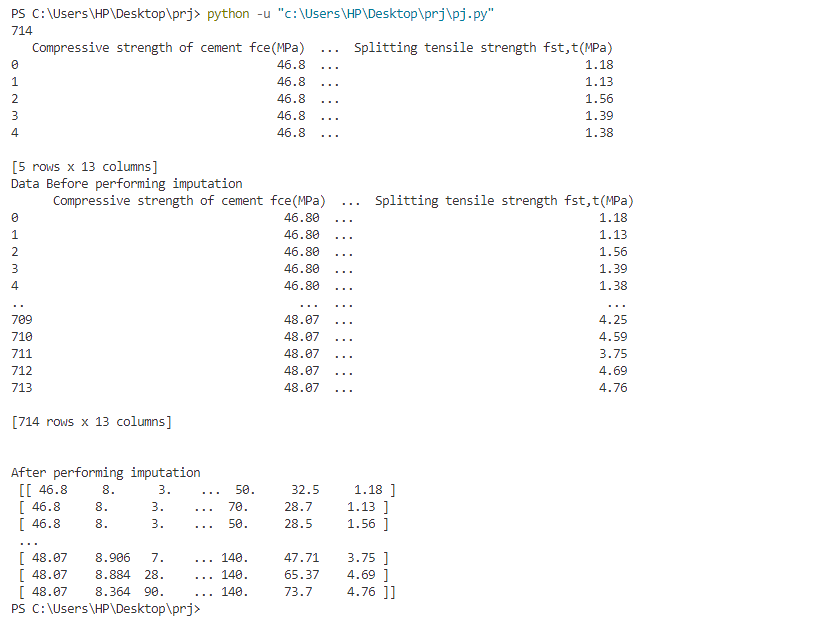 PS C:\Users\HP\Desktop\prj> python -u "c:\Users\HP\Desktop\prj\pj.py"
714
   Compressive strength of cement fce(MPa)  ...  Splitting tensile strength fst,t(MPa)
0                                     46.8  ...                                   1.18
1                                     46.8  ...                                   1.13
2                                     46.8  ...                                   1.56
3                                     46.8  ...                                   1.39
4                                     46.8  ...                                   1.38

[5 rows x 13 columns]
Data Before performing imputation
      Compressive strength of cement fce(MPa)  ...  Splitting tensile strength fst,t(MPa)
0                                      46.80  ...                                   1.18
1                                      46.80  ...                                   1.13
2                                      46.80  ...                                   1.56
3                                      46.80  ...                                   1.39
4                                      46.80  ...                                   1.38
..                                       ...  ...                                    ...
709                                    48.07  ...                                   4.25
710                                    48.07  ...                                   4.59
711                                    48.07  ...                                   3.75
712                                    48.07  ...                                   4.69
713                                    48.07  ...                                   4.76

[714 rows x 13 columns]


After performing imputation
 [[ 46.8     8.      3.    ...  50.     32.5     1.18 ]
 [ 46.8     8.      3.    ...  70.     28.7     1.13 ]
 [ 46.8     8.      3.    ...  50.     28.5     1.56 ]
 ...
 [ 48.07    8.906   7.    ... 140.     47.71    3.75 ]
 [ 48.07    8.884  28.    ... 140.     65.37    4.69 ]
 [ 48.07    8.364  90.    ... 140.     73.7     4.76 ]]
PS C:\Users\HP\Desktop\prj>